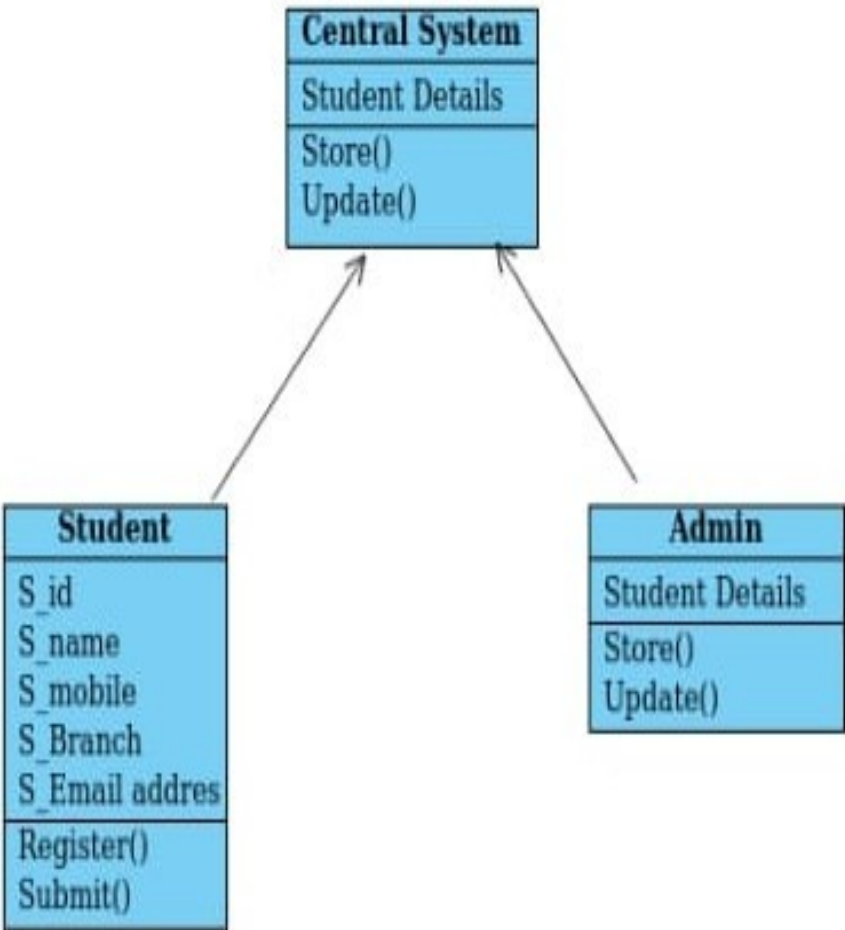 Central System
Student Details
Store()
Update()
Student
S_id
S_name
S_mobile
S_Branch
S_Email addres
Register()
Submit()
Admin
Student Details
Store()
Update()